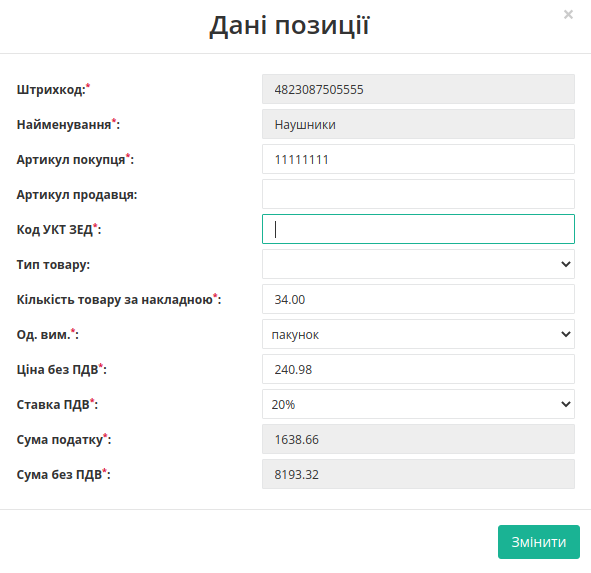 Дані позиції
×
Штрихкод:* 4823087505555
Найменування*: Наушники
Артикул покупця*: 11111111
Артикул продавця:
Код УКТ ЗЕД*:
Тип товару:
Кількість товару за накладною*: 34.00
Од. вим.*: пакунок
Ціна без ПДВ*: 240.98
Ставка ПДВ*: 20%
Сума податку*: 1638.66
Сума без ПДВ*: 8193.32
Змінити